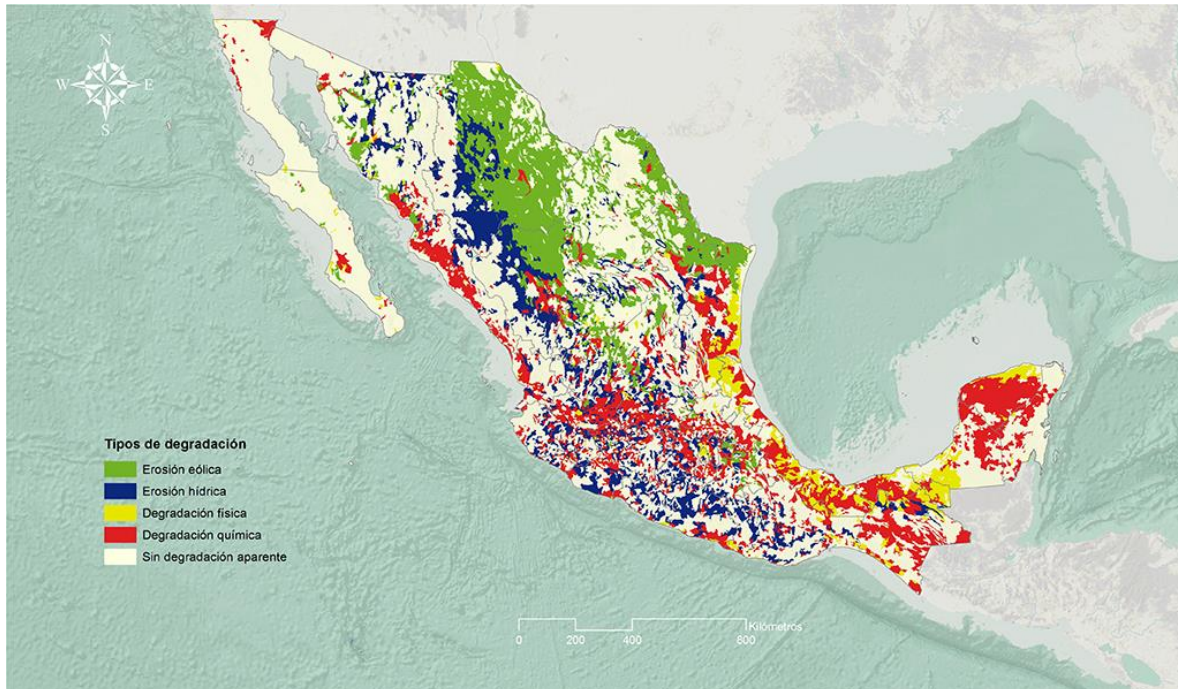 N
W
E
S
Tipos de degradación
Erosión eólica
Erosión hídrica
Degradación física
Degradación química
Sin degradación aparente
Kilómetros
0 200 400 800